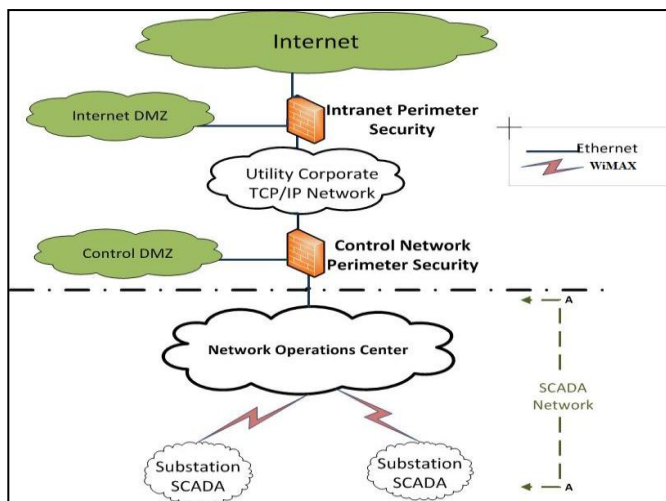 Internet
Internet DMZ
Intranet Perimeter
Security
Ethernet
WiMAX
Utility Corporate
TCP/IP Network
Control DMZ
Control Network
Perimeter Security
A
Network Operations Center
SCADA
Network
Substation
SCADA
Substation
SCADA
A